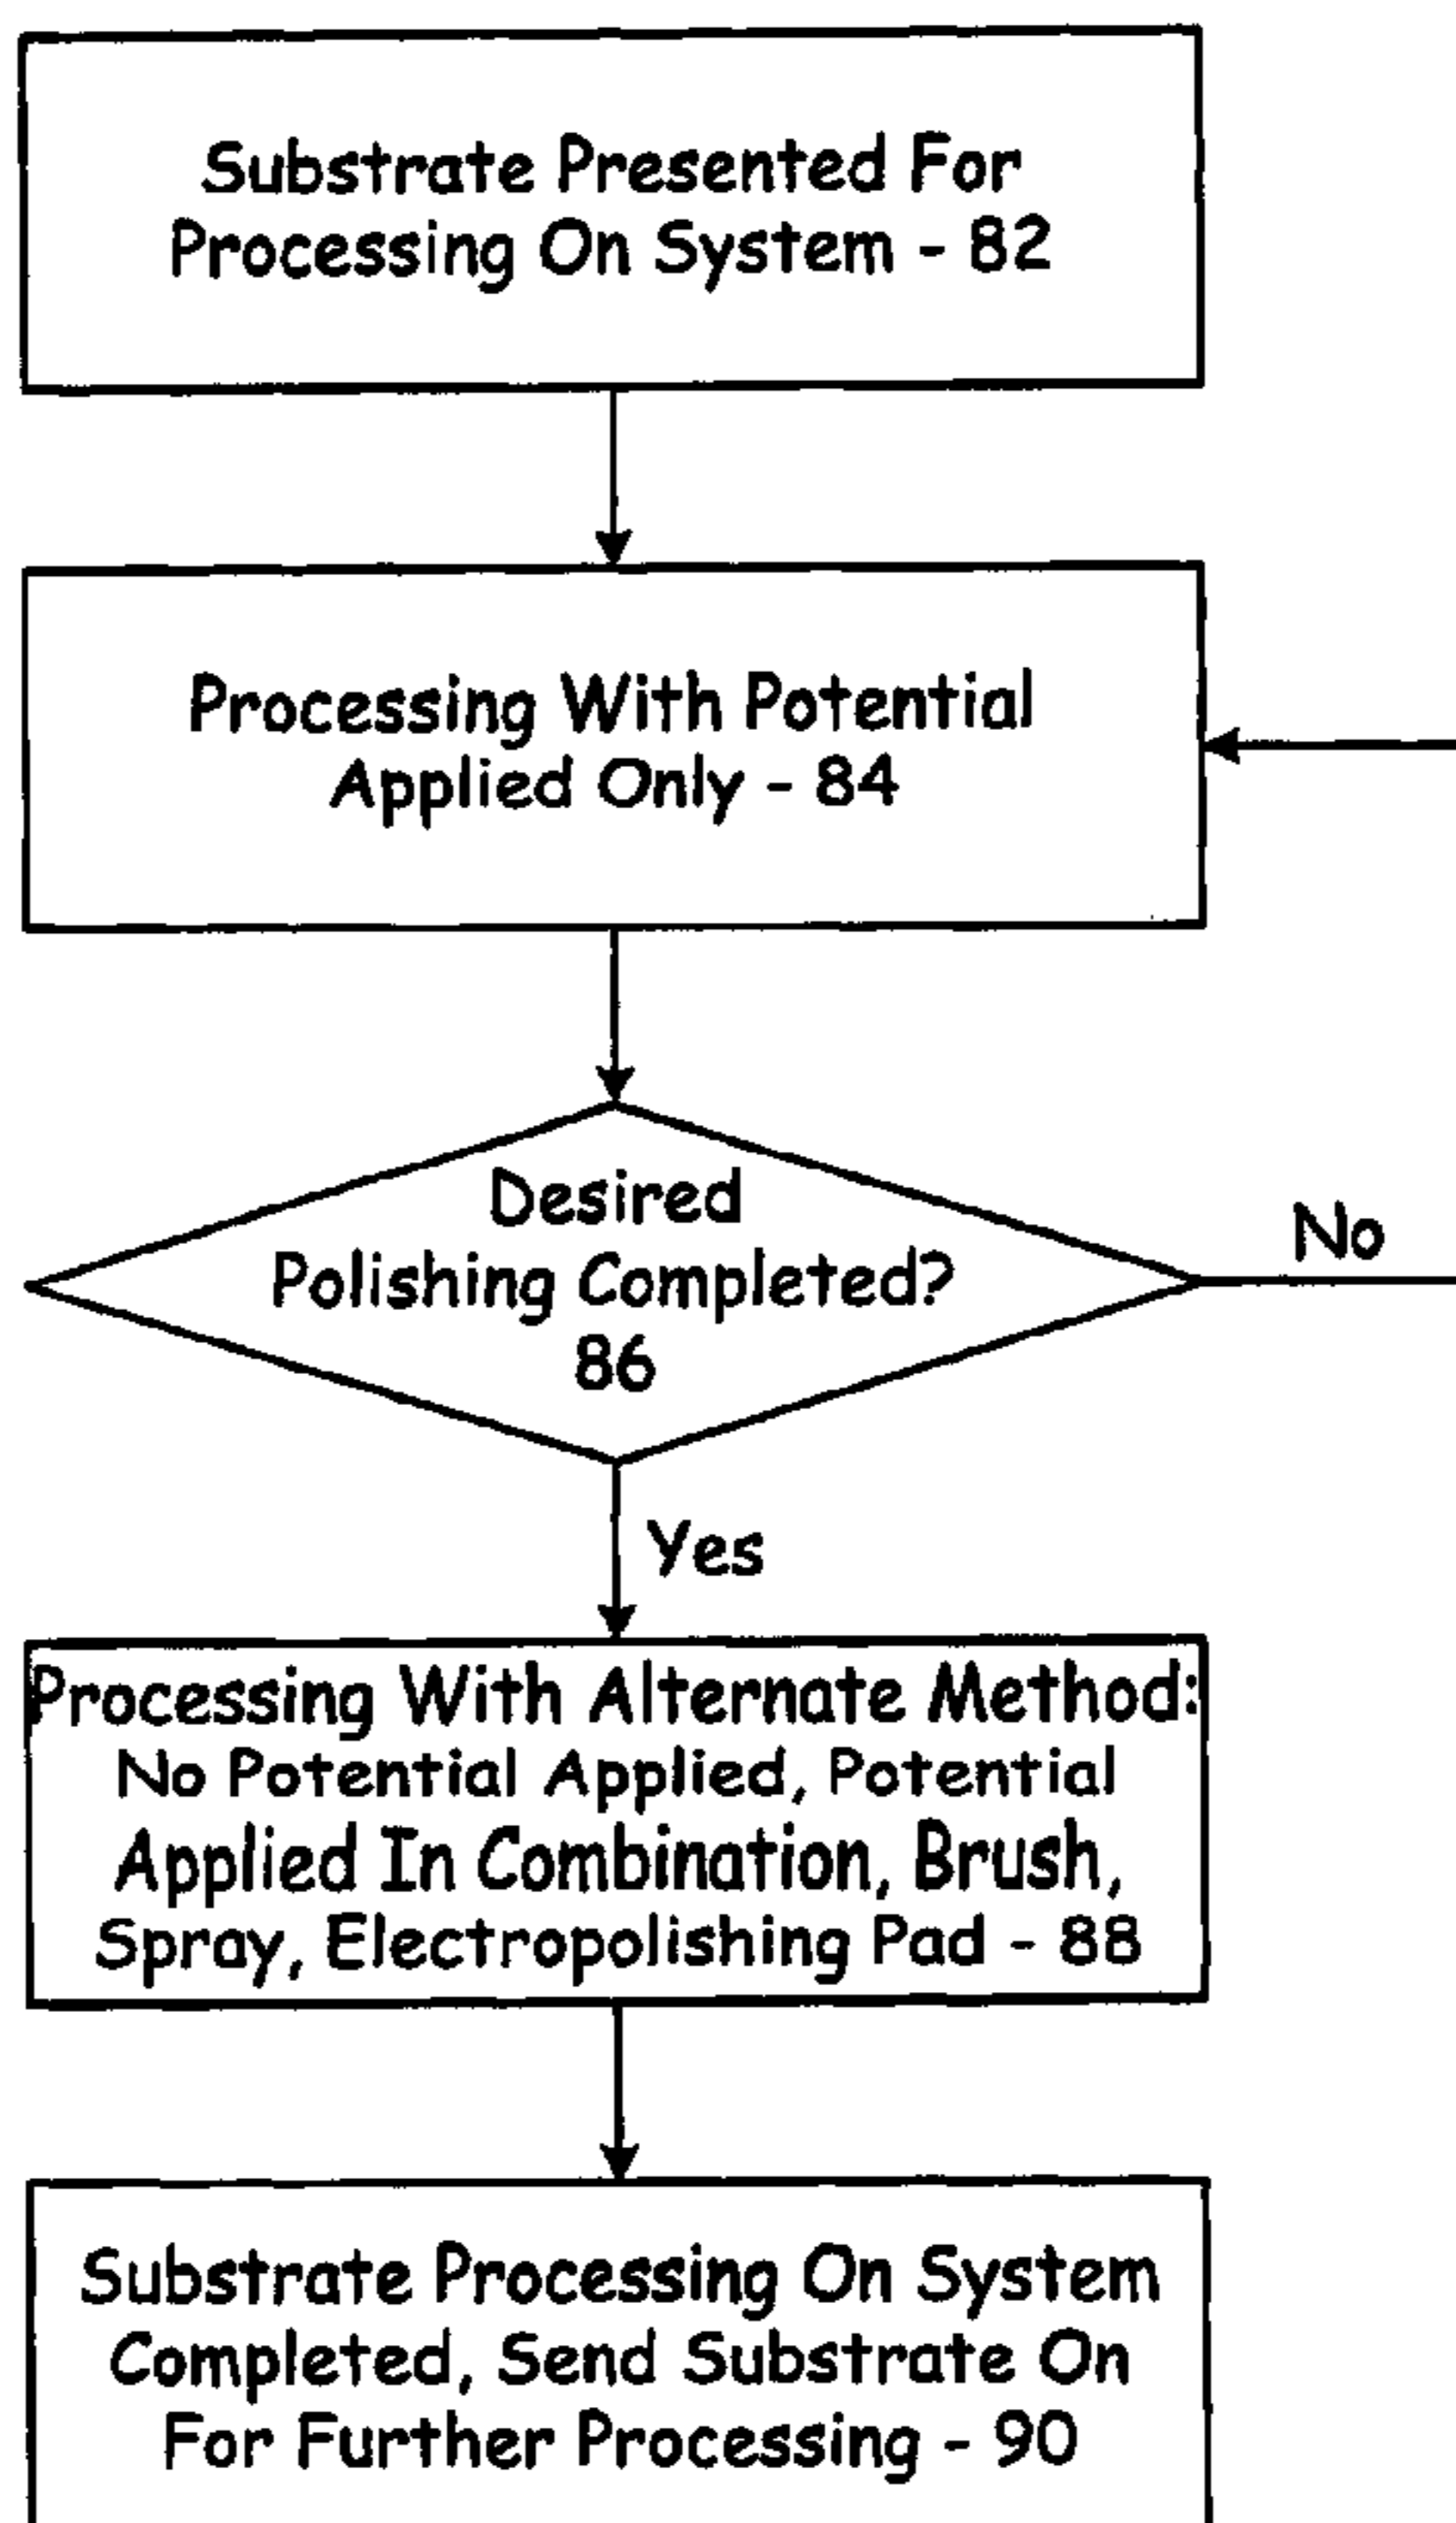 Substrate Presented For
Processing On System - 82
Processing With Potential
Applied Only - 84
Desired
Polishing Completed?
86
No
Yes
Processing With Alternate Method:
No Potential Applied, Potential
Applied In Combination, Brush,
Spray, Electropolishing Pad - 88
Substrate Processing On System
Completed, Send Substrate On
For Further Processing - 90